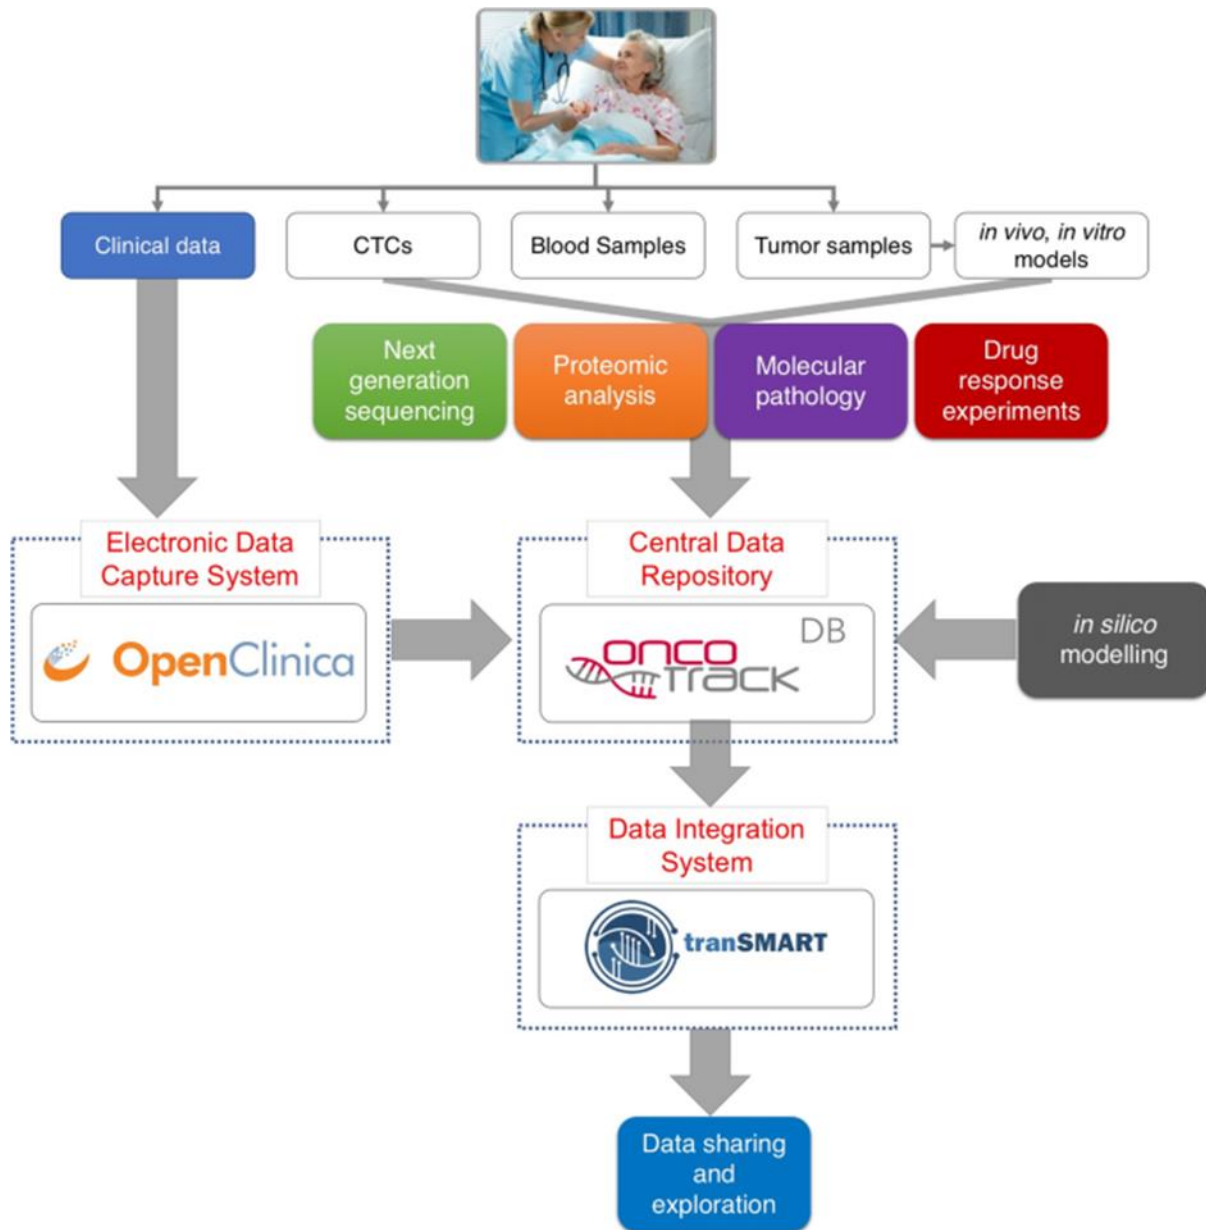 Clinical data
CTCs
Blood Samples
Tumor samples
in vivo, in vitro
models
Next
generation
sequencing
Proteomic
analysis
Molecular
pathology
Drug
response
experiments
Electronic Data
Capture System
OpenClinica
Central Data
Repository
DB
onco
Track
in silico
modelling
Data Integration
System
tranSMART
Data sharing
and
exploration